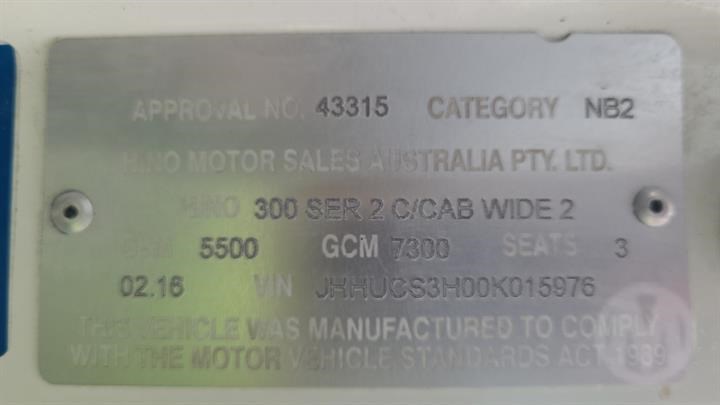 APPROVAL NO. 43315 CATEGORY NB2
HINO MOTOR SALES AUSTRALIA PTY. LTD.
HINO 300 SER 2 C/CAB WIDE 2
GVM 5500 GCM 7300 SEATS 3
02.16 VIN JHHUCS3H00K015976
THIS VEHICLE WAS MANUFACTURED TO COMPLY
WITH THE MOTOR VEHICLE STANDARDS ACT 1989